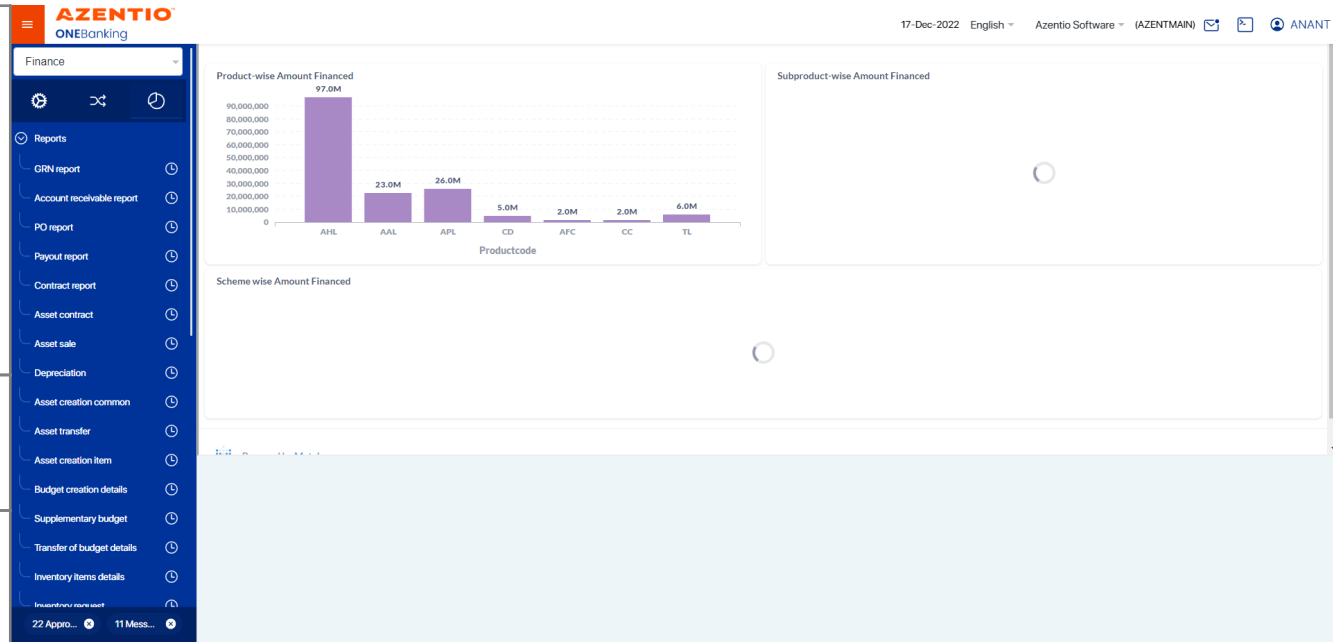 AZENTIO
ONEBanking
17-Dec-2022 English Azentio Software (AZENTMAIN) ANANT
Finance
Reports
GRN report
Account receivable report
PO report
Payout report
Contract report
Asset contract
Asset sale
Depreciation
Asset creation common
Asset transfer
Asset creation item
Budget creation details
Supplementary budget
Transfer of budget details
Inventory items details
Inventory request
22 Appro...
11 Mess...
Product-wise Amount Financed
97.0M
90,000,000
80,000,000
70,000,000
60,000,000
50,000,000
40,000,000
30,000,000
20,000,000
10,000,000
0
23.0M
26.0M
5.0M
2.0M
2.0M
6.0M
AHL AAL APL CD AFC CC TL
Productcode
Subproduct-wise Amount Financed
Scheme wise Amount Financed